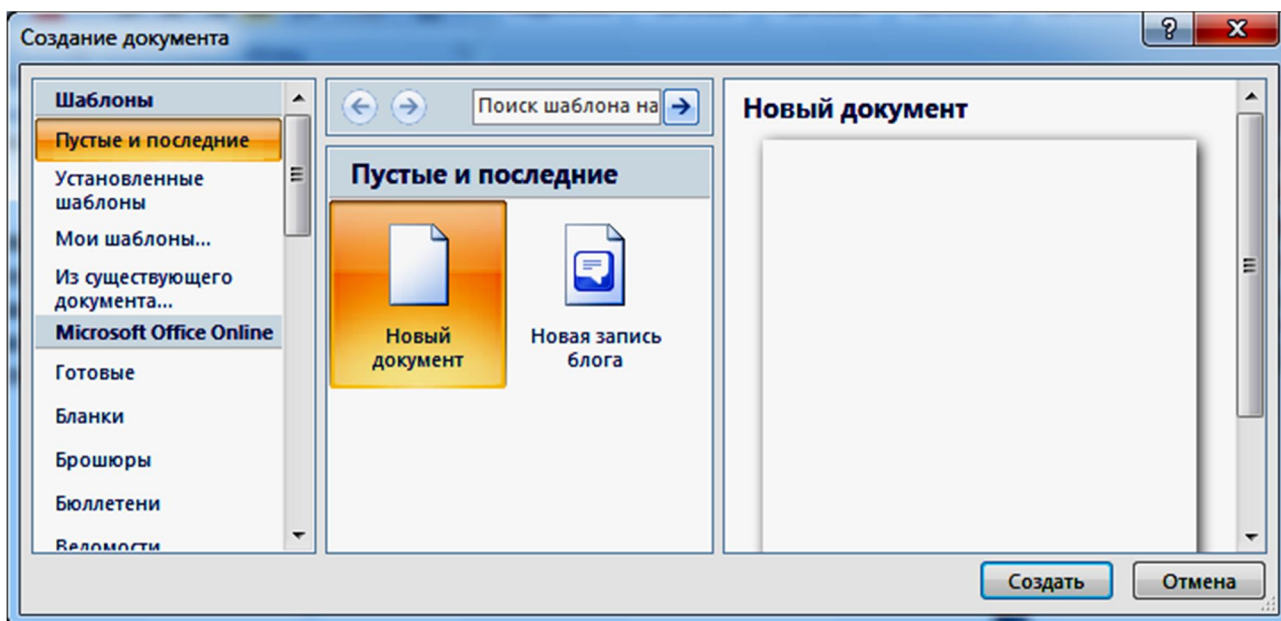 Создание документа
?
Шаблоны
Пустые и последние
Установленные
шаблоны
Мои шаблоны...
Из существующего
документа...
Microsoft Office Online
Готовые
Бланки
Брошюры
Бюллетени
Ведомости
Поиск шаблона на
Пустые и последние
Новый
документ
Новая запись
блога
Новый документ
Создать
Отмена